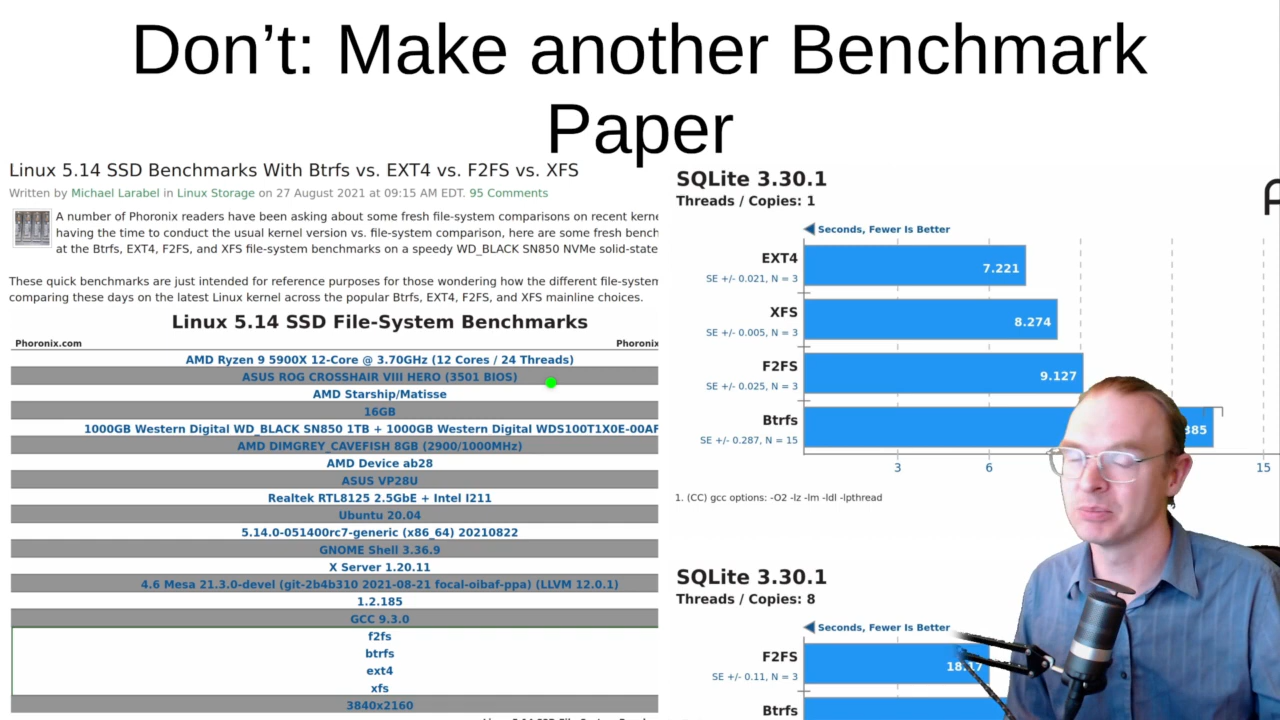 Don’t: Make another Benchmark
Paper
Linux 5.14 SSD Benchmarks With Btrfs vs. EXT4 vs. F2FS vs. XFS
Written by Michael Larabel in Linux Storage on 27 August 2021 at 09:15 AM EDT. 95 Comments
A number of Phoronix readers have been asking about some fresh file-system comparisons on recent kerne
having the time to conduct the usual kernel version vs. file-system comparison, here are some fresh bench
at the Btrfs, EXT4, F2FS, and XFS file-system benchmarks on a speedy WD_BLACK SN850 NVMe solid-state
These quick benchmarks are just intended for reference purposes for those wondering how the different file-system
comparing these days on the latest Linux kernel across the popular Btrfs, EXT4, F2FS, and XFS mainline choices.
Linux 5.14 SSD File-System Benchmarks
Phoronix.com Phoronix
AMD Ryzen 9 5900X 12-Core @ 3.70GHz (12 Cores / 24 Threads)
ASUS ROG CROSSHAIR VIII HERO (3501 BIOS)
AMD Starship/Matisse
16GB
1000GB Western Digital WD_BLACK SN850 1TB + 1000GB Western Digital WDS100T1X0E-00AF
AMD DIMGREY_CAVEFISH 8GB (2900/1000MHz)
AMD Device ab28
ASUS VP28U
Realtek RTL8125 2.5GbE + Intel I211
Ubuntu 20.04
5.14.0-051400rc7-generic (x86_64) 20210822
GNOME Shell 3.36.9
X Server 1.20.11
4.6 Mesa 21.3.0-devel (git-2b4b310 2021-08-21 focal-oibaf-ppa) (LLVM 12.0.1)
1.2.185
GCC 9.3.0
f2fs
btrfs
ext4
xfs
3840x2160
SQLite 3.30.1
Threads / Copies: 1
Seconds, Fewer Is Better
EXT4
7.221
SE +/- 0.021, N = 3
XFS
8.274
SE +/- 0.005, N = 3
F2FS
9.127
SE +/- 0.025, N = 3
Btrfs
385
SE +/- 0.287, N = 15
3 6 15
1. (CC) gcc options: -O2 -lz -lm -ldl -lpthread
SQLite 3.30.1
Threads / Copies: 8
Seconds, Fewer Is Better
F2FS
SE +/- 0.11, N = 3
Btrfs